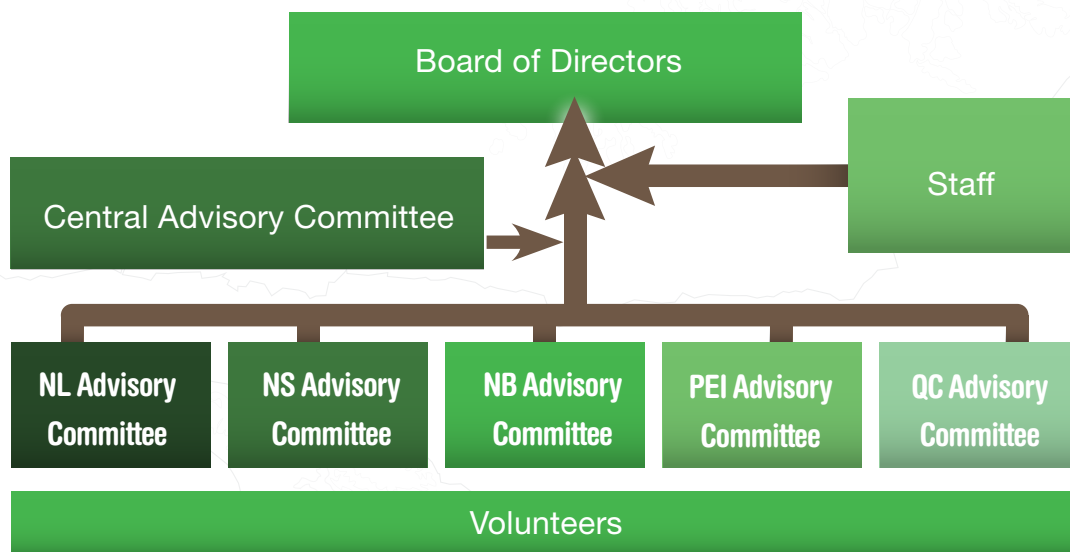 Board of Directors
Staff
Central Advisory Committee
NL Advisory
Committee
NS Advisory
Committee
NB Advisory
Committee
PEI Advisory
Committee
QC Advisory
Committee
Volunteers